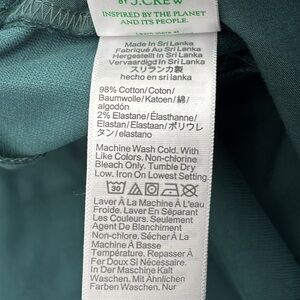 BY J.CREW
INSPIRED BY THE PLANET
AND ITS PEOPLE.
Learn more at
Made in Sri Lanka
Fabriqué Au Sri Lanka
Hergestellt In Sri Lanka
Vervaardigd In Sri Lanka
スリランカ製
hecho en sri lanka
98% Cotton/Coton/
Baumwolle/Katoen/綿/
algodón
2% Elastane/Élasthanne/
Elastan/Elastaan/ポリウレ
タン/elastano
Machine Wash Cold. With
Like Colors. Non-chlorine
Bleach Only. Tumble Dry
Low. Iron On Lowest Setting.
30
Laver À La Machine À L'eau
Froide. Laver En Séparant
Les Couleurs. Seulement
Agent De Blanchiment
Non-chlore. Sécher À La
Machine À Basse
Température. Repasser À
Fer Doux Si Nécessaire.
In Der Maschine Kalt
Waschen. Mit Ähnlichen
Farben Waschen. Nur